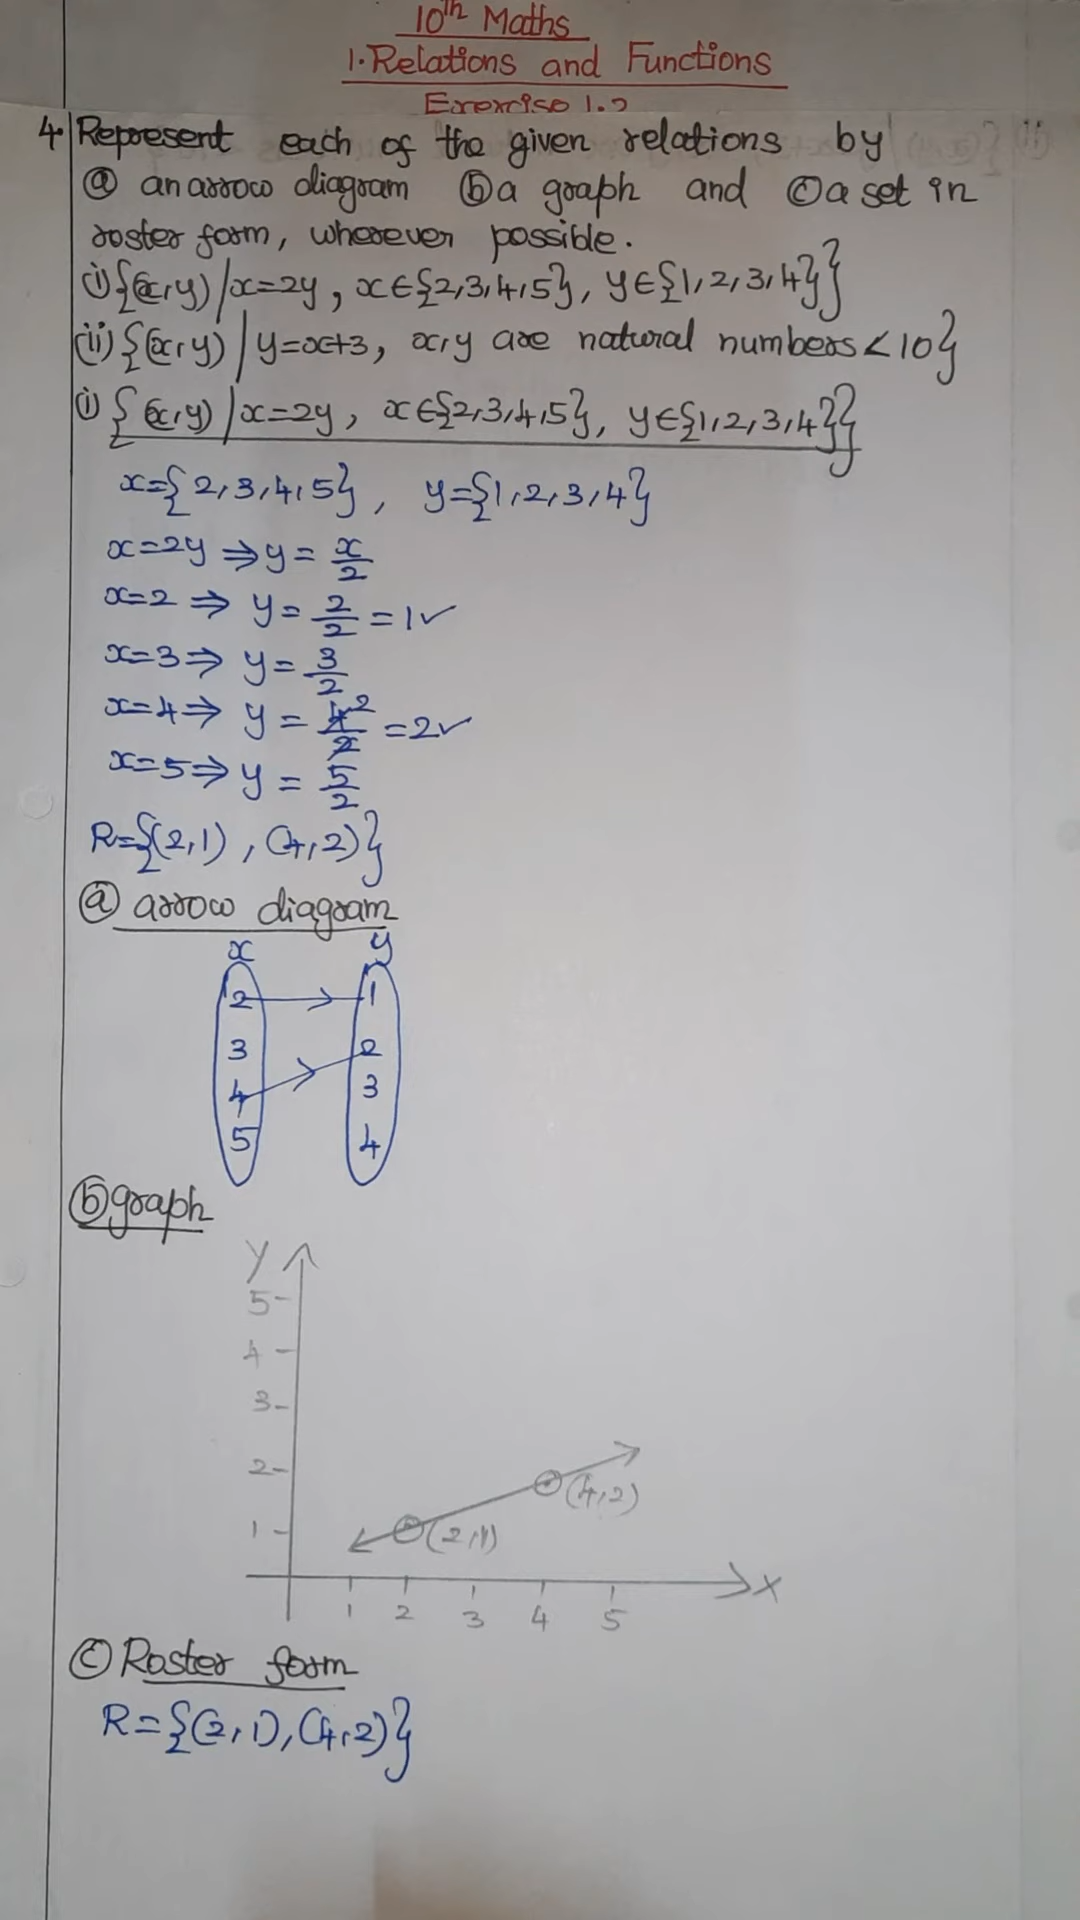 10th Maths
1. Relations and Functions
Exercise 1.2
4. Represent each of the given relations by
ⓐ an arrow diagram ⓑ a graph and ⓒ a set in
roster form, wherever possible.
(i) {(x,y) / x=2y, x∈{2,3,4,5}, y∈{1,2,3,4}}
(ii) {(x,y) / y=x+3, x,y are natural numbers < 10}
(i) {(x,y) / x=2y, x∈{2,3,4,5}, y∈{1,2,3,4}}
x={2,3,4,5}, y={1,2,3,4}
x=2y ⇒ y = x/2
x=2 ⇒ y = 2/2 = 1 ✓
x=3 ⇒ y = 3/2
x=4 ⇒ y = 4/2 = 2 ✓
x=5 ⇒ y = 5/2
R={(2,1), (4,2)}
ⓐ arrow diagram
x y
2 1
3 2
4 3
5 4
ⓑ graph
Y
5
4
3
2
(4,2)
1
(2,1)
X
1 2 3 4 5
ⓒ Roster form
R={(2,1),(4,2)}